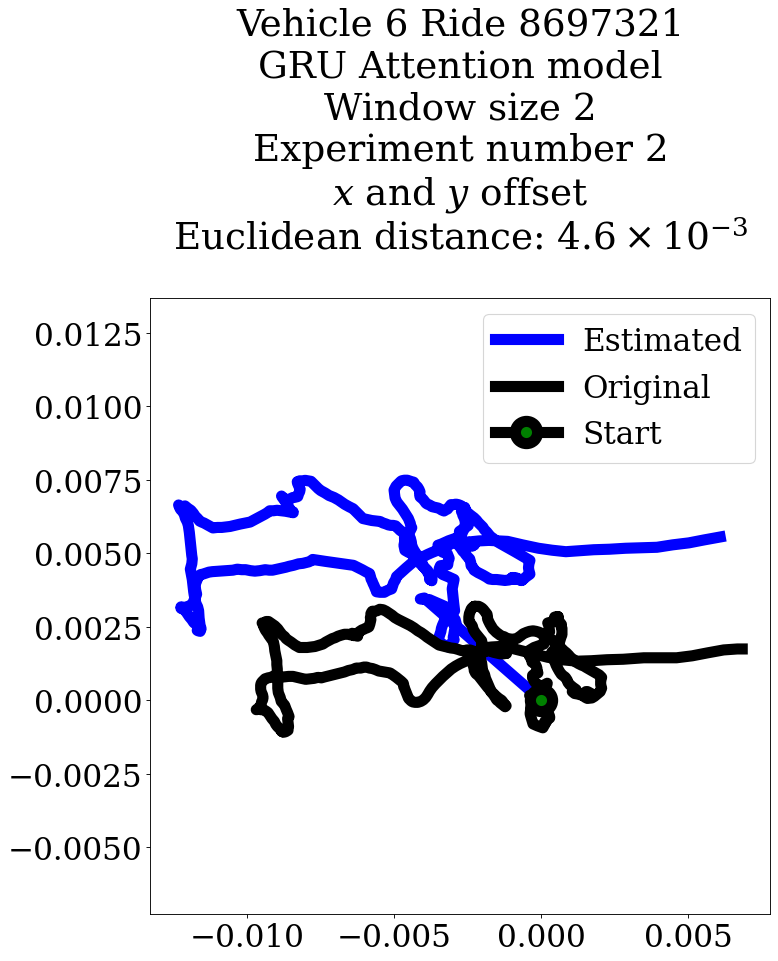 Vehicle 6 Ride 8697321
GRU Attention model
Window size 2
Experiment number 2
x and y offset
Euclidean distance: 4.6 × 10⁻³
Estimated
Original
Start
0.0125
0.0100
0.0075
0.0050
0.0025
0.0000
−0.0025
−0.0050
−0.010 −0.005 0.000 0.005